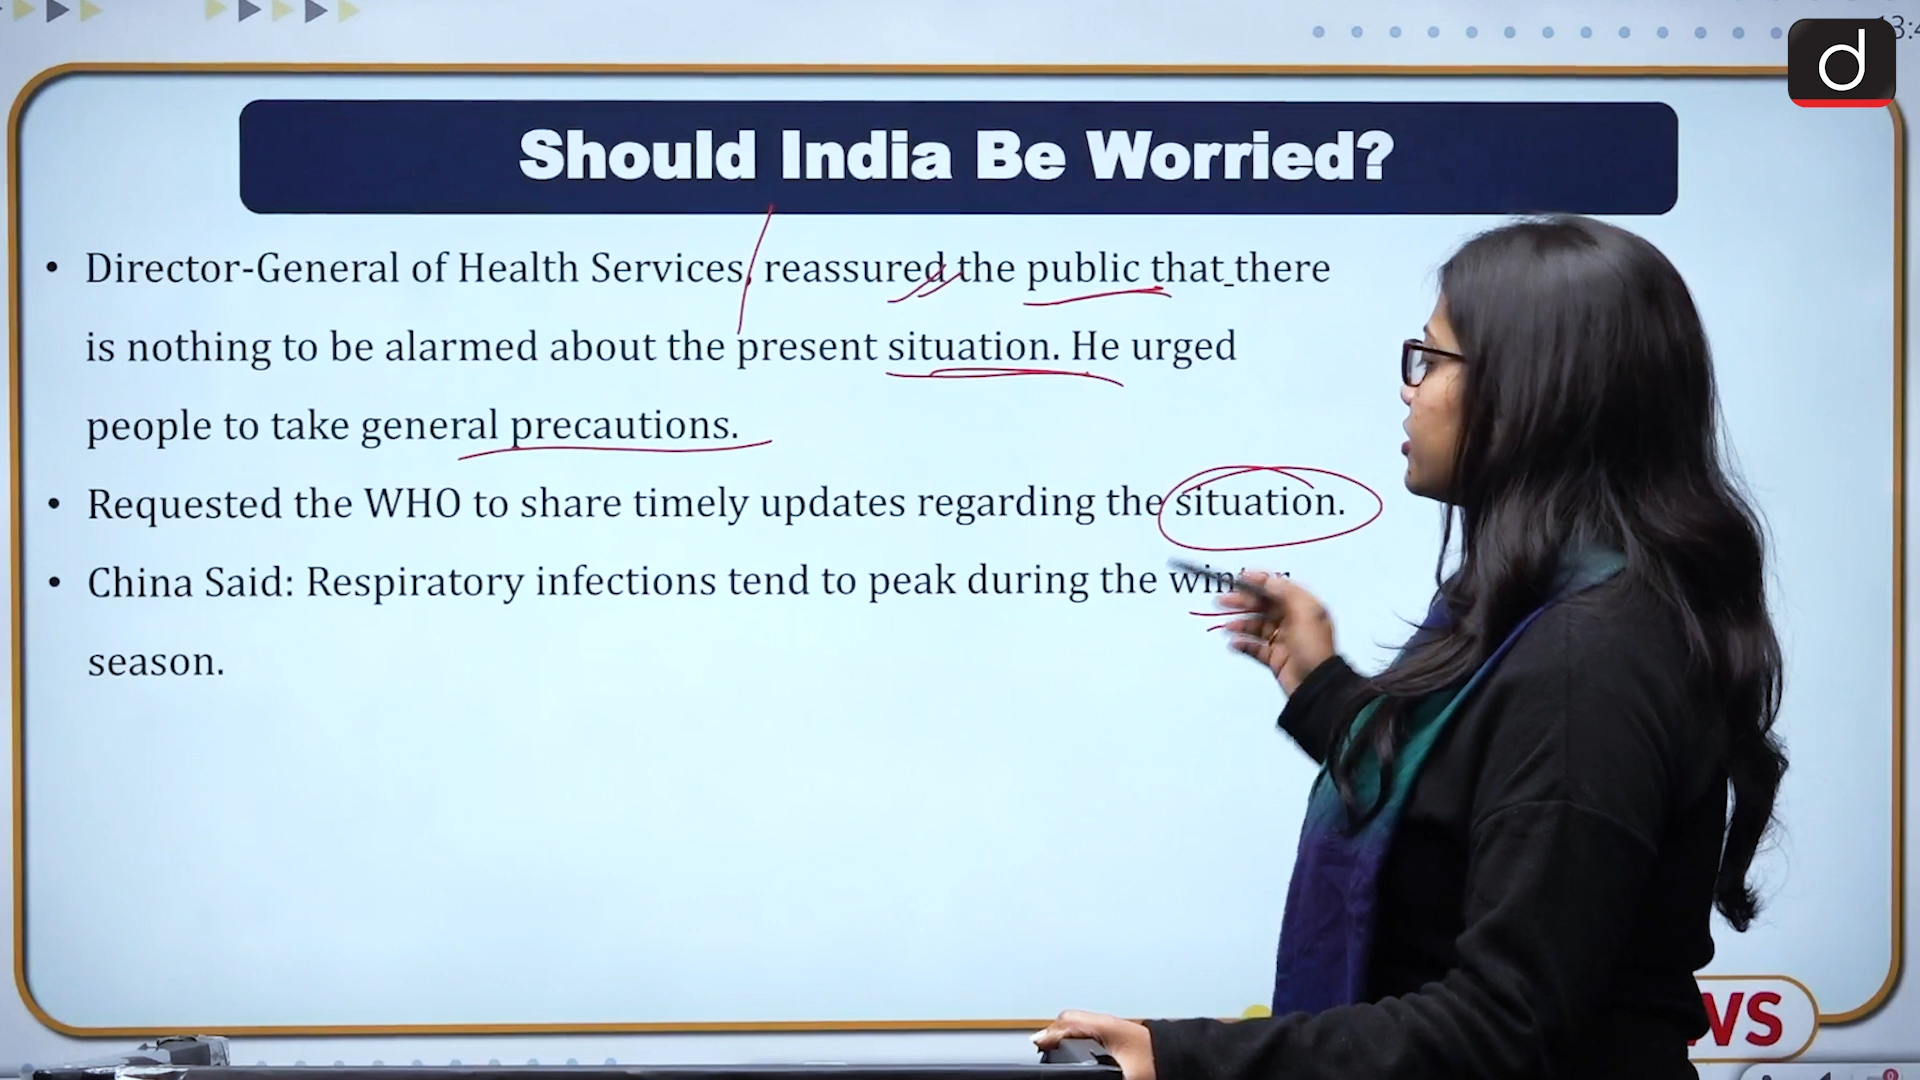 Should India Be Worried?
• Director-General of Health Services, reassured the public that there
is nothing to be alarmed about the present situation. He urged
people to take general precautions.
• Requested the WHO to share timely updates regarding the situation.
• China Said: Respiratory infections tend to peak during the winter
season.
d